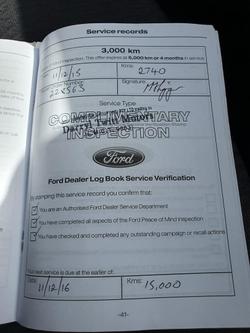 Service records
3,000 km
inspection. This offer expires at 5,000 km or 4 months in service
Kms:
11/12/15
2740
Number
Signature:
228563
Service Type
COMPLIMENTARY
Motors
INSPECTION
Ford
Ford Dealer Log Book Service Verification
By stamping this service record you confirm that:
You are an Authorised Ford Dealer Service Department
You have completed all aspects of the Ford Peace of Mind inspection
You have checked and completed any outstanding campaign or recall actions
Your next service is due at the earlier of:
Date:
Kms:
11/12/16
15,000
-41-